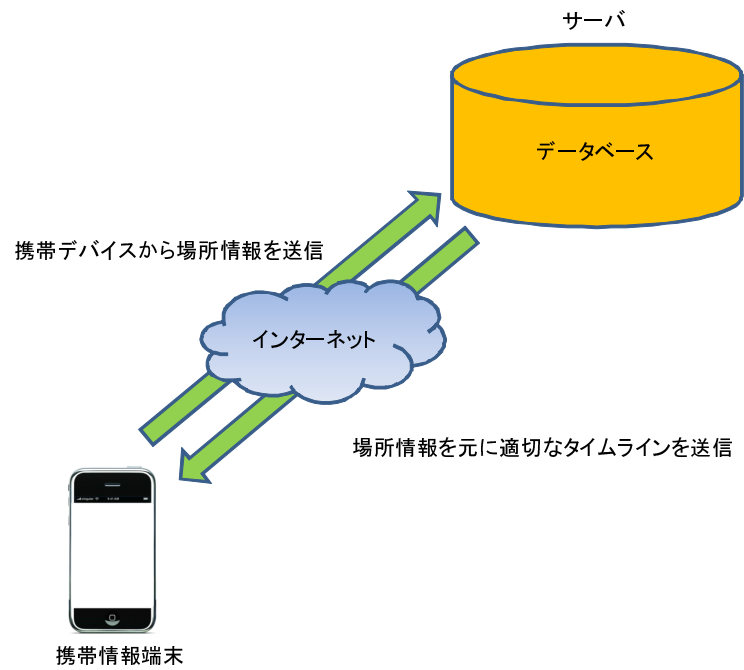 サーバ
データベース
携帯デバイスから場所情報を送信
インターネット
場所情報を元に適切なタイムラインを送信
携帯情報端末